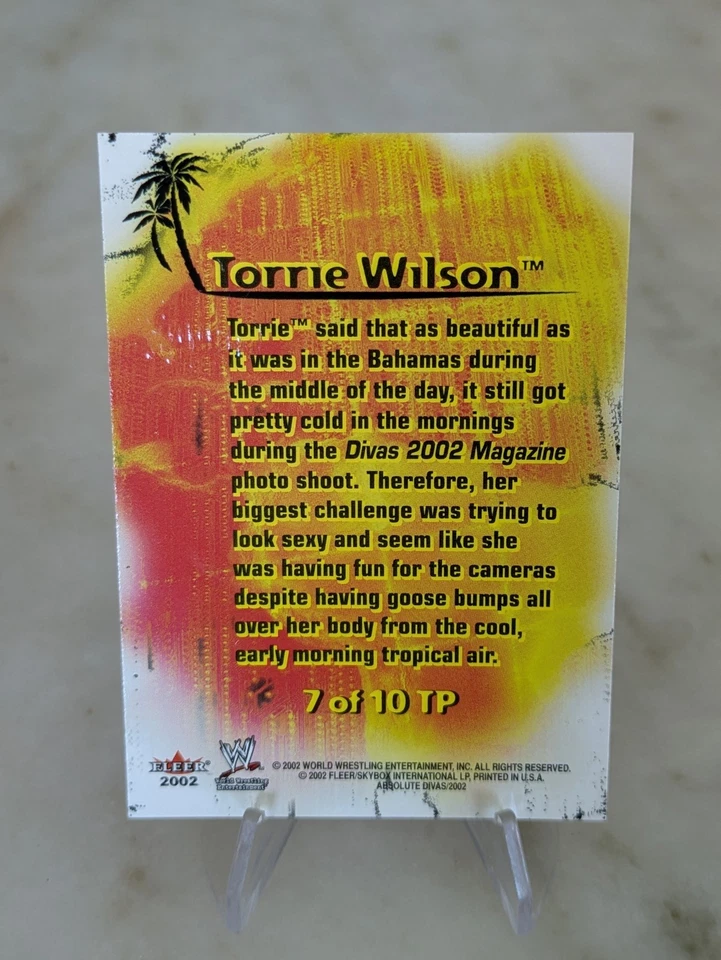 Torrie Wilson™
Torrie™ said that as beautiful as
it was in the Bahamas during
the middle of the day, it still got
pretty cold in the mornings
during the Divas 2002 Magazine
photo shoot. Therefore, her
biggest challenge was trying to
look sexy and seem like she
was having fun for the cameras
despite having goose bumps all
over her body from the cool,
early morning tropical air.
7 of 10 TP
FLEER
2002
W
World Wrestling
Entertainment
© 2002 WORLD WRESTLING ENTERTAINMENT, INC. ALL RIGHTS RESERVED.
© 2002 FLEER/SKYBOX INTERNATIONAL LP, PRINTED IN U.S.A.
ABSOLUTE DIVAS/2002